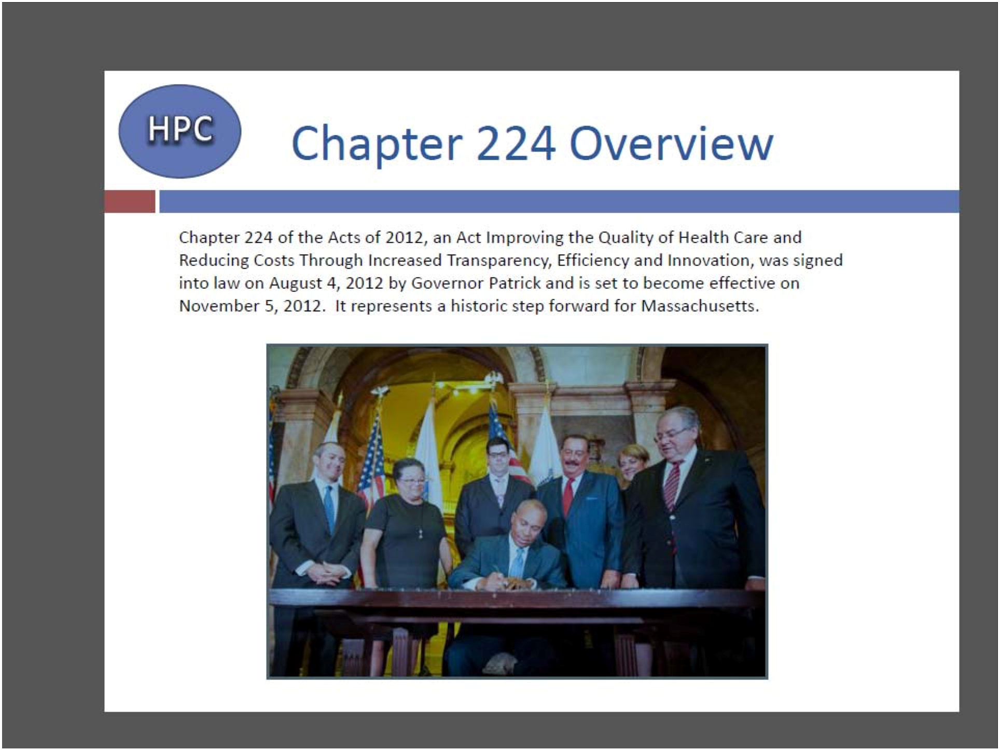 HPC
Chapter 224 Overview
Chapter 224 of the Acts of 2012, an Act Improving the Quality of Health Care and
Reducing Costs Through Increased Transparency, Efficiency and Innovation, was signed
into law on August 4, 2012 by Governor Patrick and is set to become effective on
November 5, 2012.  It represents a historic step forward for Massachusetts.